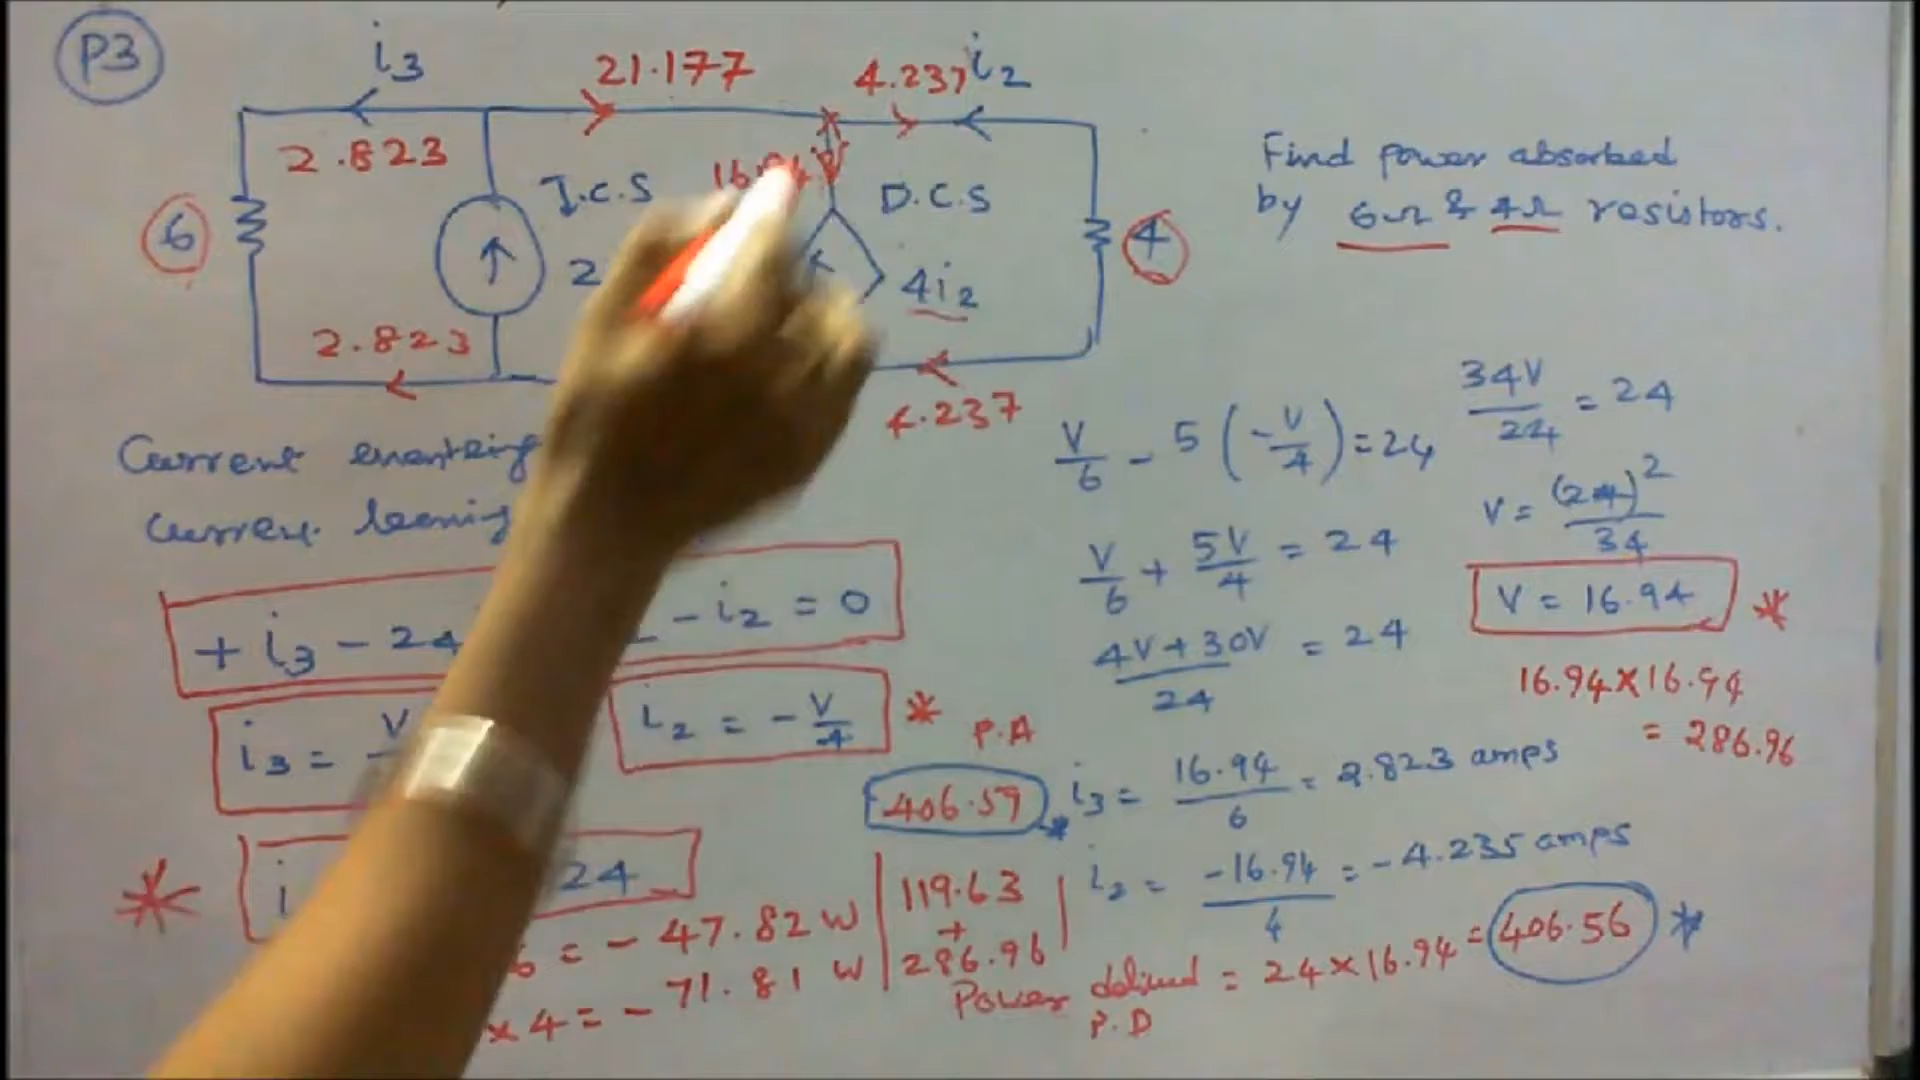 P3
i3
21.177
4.237 i2
2.823
I.C.S
D.C.S
6
4
2
4i2
2.823
4.237
Find power absorbed
by 6Ω & 4Ω resistors.
Current
Current
+ i3 - 24
- i2 = 0
i3 = V
i2 = - V/4 *
* i
24
6 = - 47.82 W
x 4 = - 71.81 W
P.A
406.59 *
119.63
+
286.96
V/6 - 5 (-V/4) = 24
V/6 + 5V/4 = 24
4V + 30V / 24 = 24
34V / 24 = 24
V = (24)² / 34
V = 16.94 *
16.94 x 16.94
= 286.96
i3 = 16.94 / 6 = 2.823 amps
i2 = -16.94 / 4 = -4.235 amps
Power = 24 x 16.94 = 406.56 *
P.D